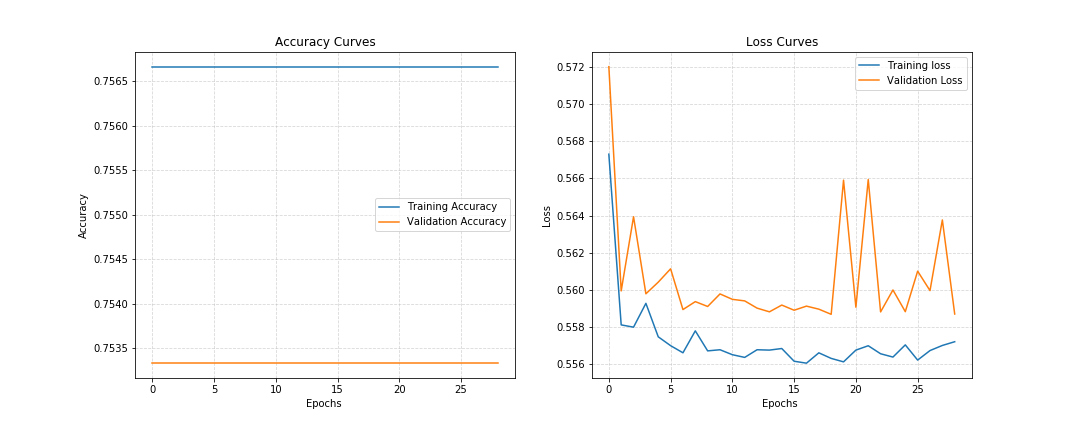 Accuracy Curves
0.7565
0.7560
0.7555
0.7550
0.7545
0.7540
0.7535
Accuracy
0
5
10
15
20
25
Epochs
Training Accuracy
Validation Accuracy
Loss Curves
0.572
0.570
0.568
0.566
0.564
0.562
0.560
0.558
0.556
Loss
0
5
10
15
20
25
Epochs
Training loss
Validation Loss